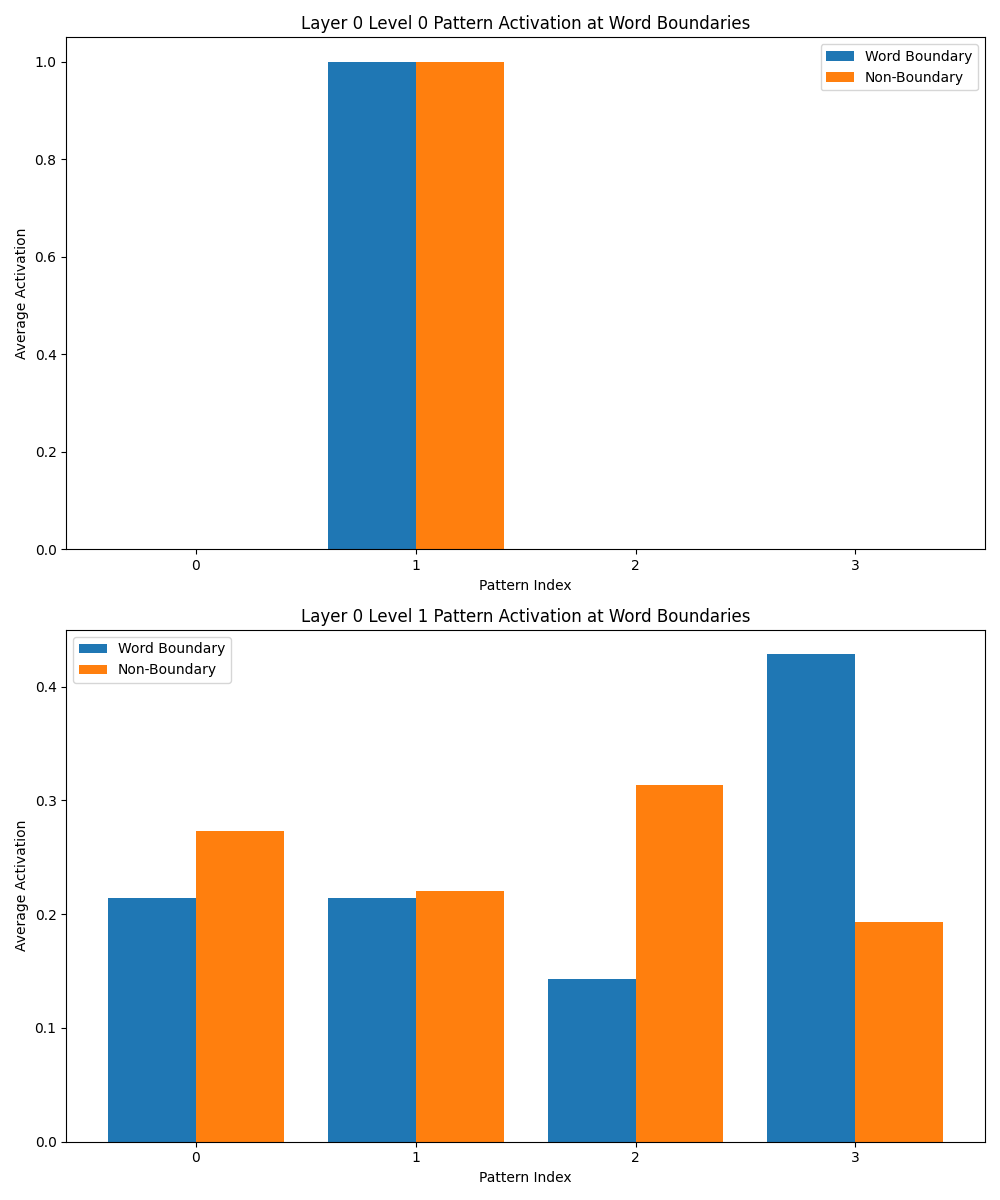 Layer 0 Level 0 Pattern Activation at Word Boundaries
Word Boundary
Non-Boundary
1.0
0.8
0.6
0.4
0.2
0.0
Average Activation
0 1 2 3
Pattern Index
Layer 0 Level 1 Pattern Activation at Word Boundaries
Word Boundary
Non-Boundary
0.4
0.3
0.2
0.1
0.0
Average Activation
0 1 2 3
Pattern Index